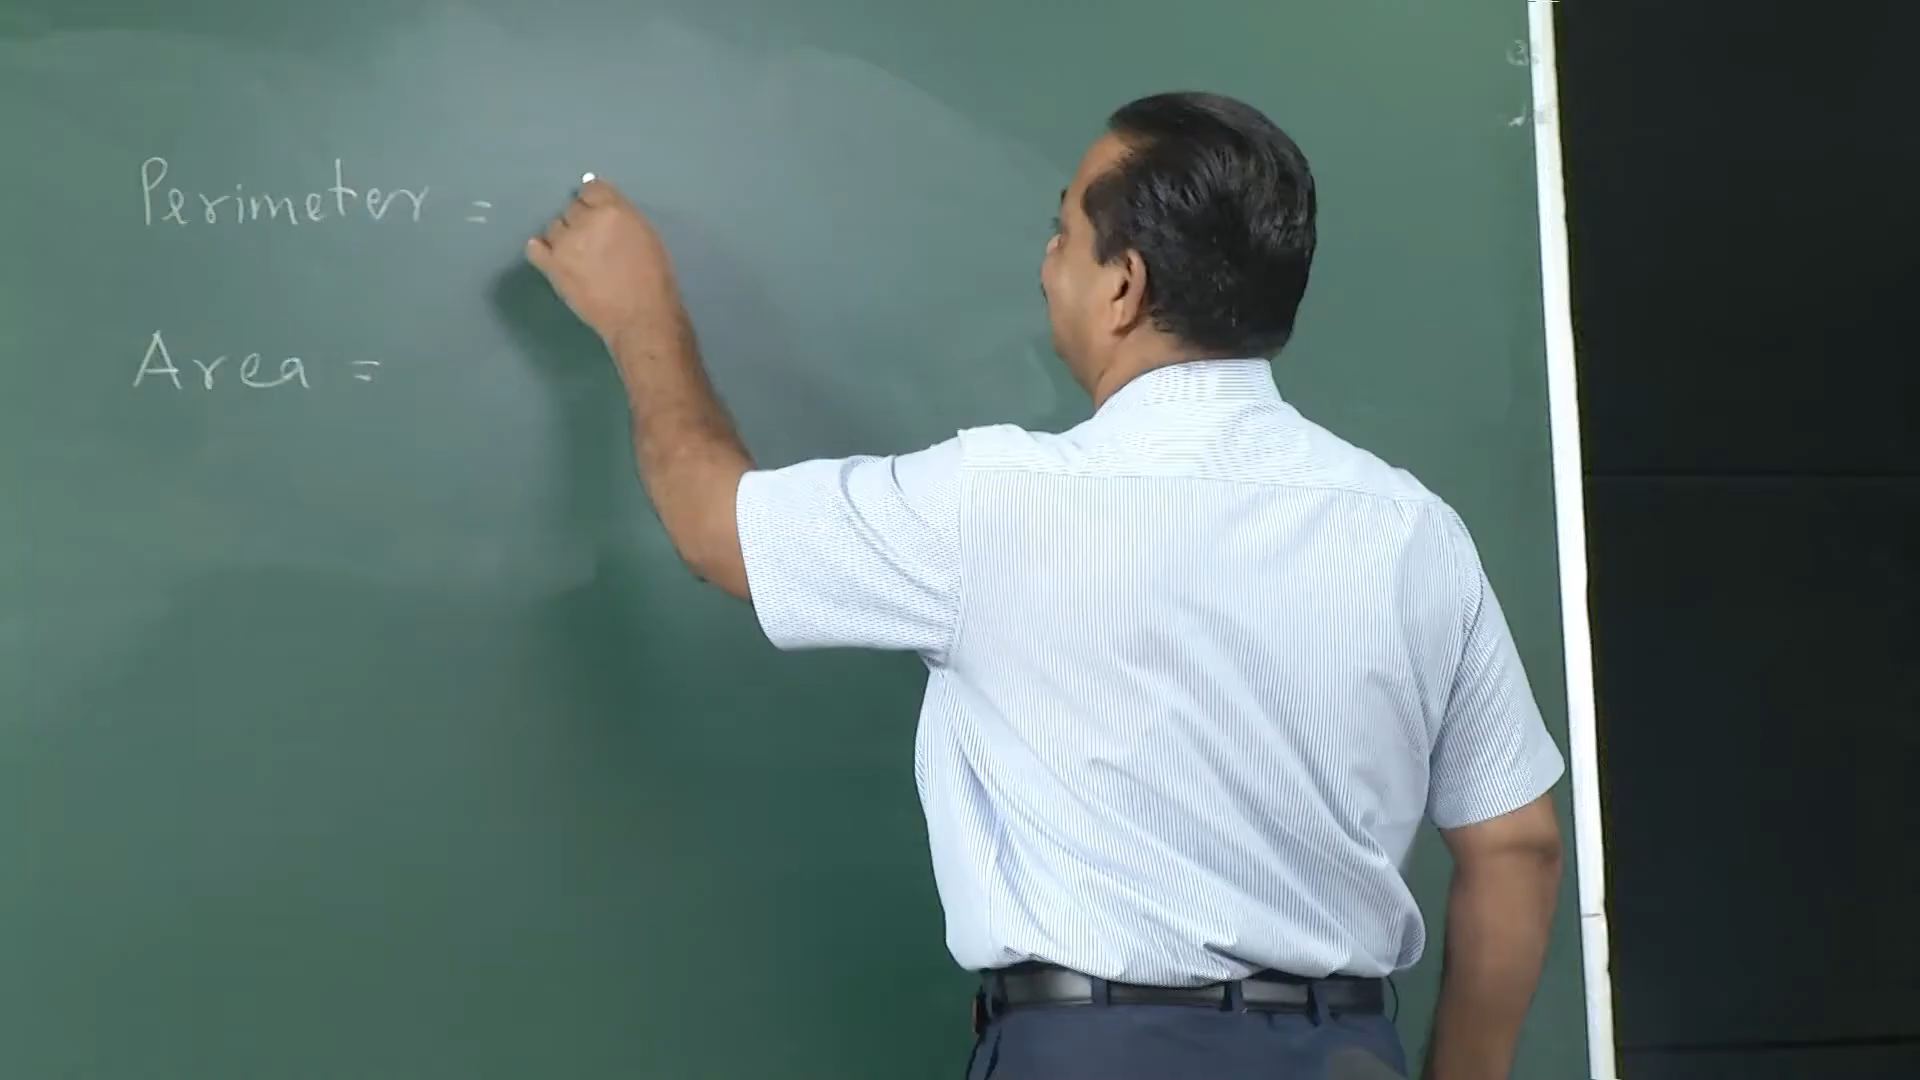 Perimeter =
Area =